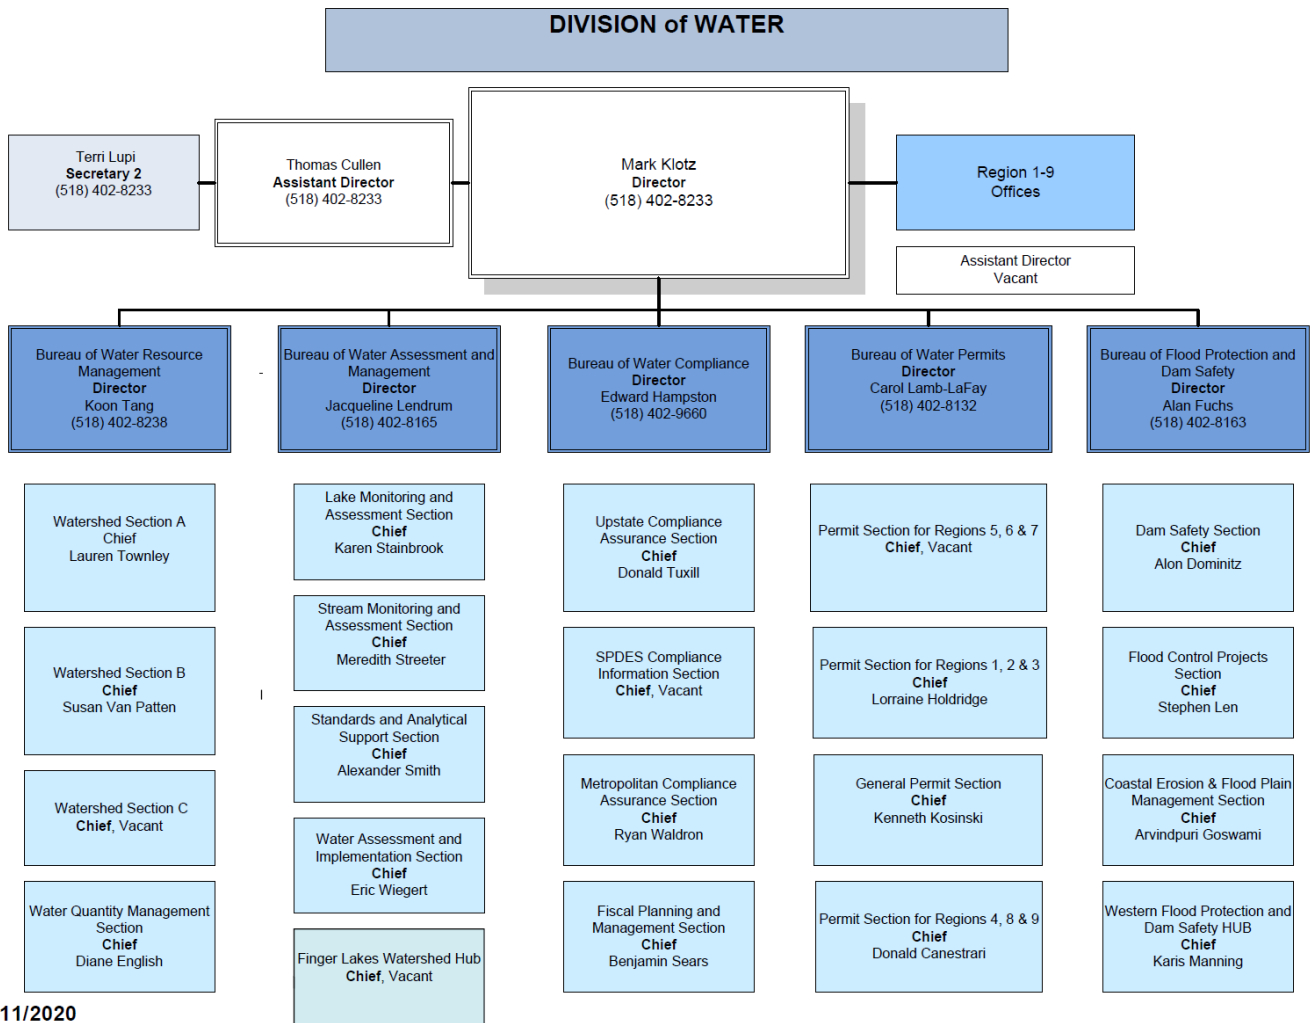 DIVISION of WATER
Terri Lupi
Secretary 2
(518) 402-8233
Thomas Cullen
Assistant Director
(518) 402-8233
Mark Klotz
Director
(518) 402-8233
Region 1-9
Offices
Assistant Director
Vacant
Bureau of Water Resource
Management
Director
Koon Tang
(518) 402-8238
Bureau of Water Assessment and
Management
Director
Jacqueline Lendrum
(518) 402-8165
Bureau of Water Compliance
Director
Edward Hampston
(518) 402-9660
Bureau of Water Permits
Director
Carol Lamb-LaFay
(518) 402-8132
Bureau of Flood Protection and
Dam Safety
Director
Alan Fuchs
(518) 402-8163
Watershed Section A
Chief
Lauren Townley
Watershed Section B
Chief
Susan Van Patten
Watershed Section C
Chief, Vacant
Water Quantity Management
Section
Chief
Diane English
Lake Monitoring and
Assessment Section
Chief
Karen Stainbrook
Stream Monitoring and
Assessment Section
Chief
Meredith Streeter
Standards and Analytical
Support Section
Chief
Alexander Smith
Water Assessment and
Implementation Section
Chief
Eric Wiegert
Finger Lakes Watershed Hub
Chief, Vacant
Upstate Compliance
Assurance Section
Chief
Donald Tuxill
SPDES Compliance
Information Section
Chief, Vacant
Metropolitan Compliance
Assurance Section
Chief
Ryan Waldron
Fiscal Planning and
Management Section
Chief
Benjamin Sears
Permit Section for Regions 5, 6 & 7
Chief, Vacant
Permit Section for Regions 1, 2 & 3
Chief
Lorraine Holdridge
General Permit Section
Chief
Kenneth Kosinski
Permit Section for Regions 4, 8 & 9
Chief
Donald Canestrari
Dam Safety Section
Chief
Alon Dominitz
Flood Control Projects
Section
Chief
Stephen Len
Coastal Erosion & Flood Plain
Management Section
Chief
Arvindpuri Goswami
Western Flood Protection and
Dam Safety HUB
Chief
Karis Manning
11/2020